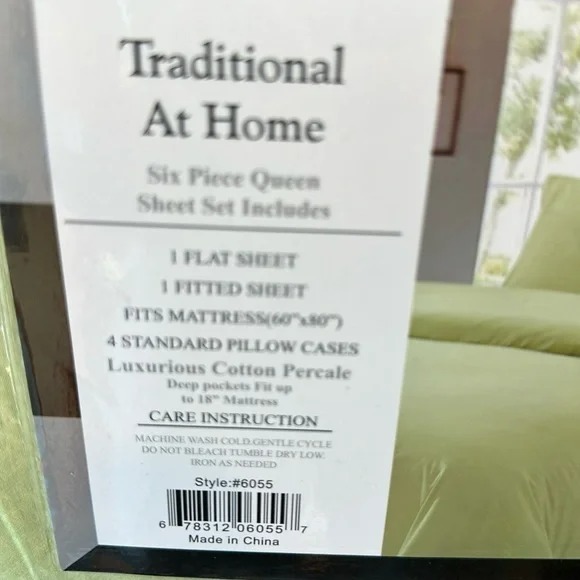 Traditional
At Home
Six Piece Queen
Sheet Set Includes
1 FLAT SHEET
1 FITTED SHEET
FITS MATTRESS(60"x80")
4 STANDARD PILLOW CASES
Luxurious Cotton Percale
Deep pockets Fit up
to 18" Mattress
CARE INSTRUCTION
MACHINE WASH COLD.GENTLE CYCLE
DO NOT BLEACH TUMBLE DRY LOW.
IRON AS NEEDED
Style:#6055
6 78312 06055 7
Made in China